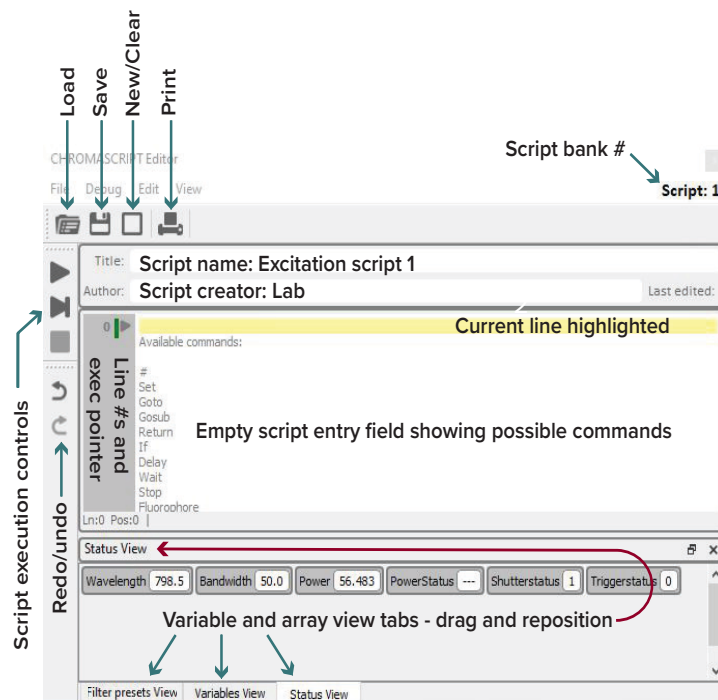 Load
Save
New/Clear
Print
CHROMASCRIPT Editor
Script bank #
File Debug Edit View
Script: 1
Title: Script name: Excitation script 1
Author: Script creator: Lab
Last edited:
0
Current line highlighted
Available commands:
#
Set
Goto
Gosub
Return
If
Delay
Wait
Stop
Fluorophore
Line #s and
exec pointer
Empty script entry field showing possible commands
Ln:0 Pos:0
Script execution controls
Redo/undo
Status View
Wavelength 798.5 Bandwidth 50.0 Power 56.483 PowerStatus --- Shutterstatus 1 Triggerstatus 0
Variable and array view tabs - drag and reposition
Filter presets View Variables View Status View